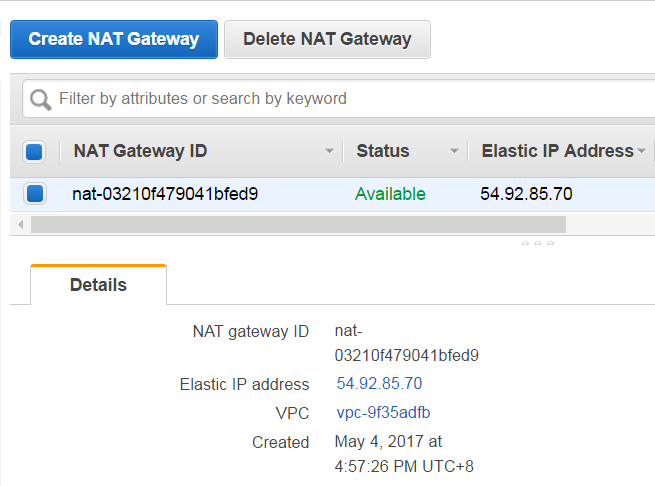 Create NAT Gateway Delete NAT Gateway
Filter by attributes or search by keyword
NAT Gateway ID Status Elastic IP Address
nat-03210f479041bfed9 Available 54.92.85.70
Details
NAT gateway ID nat-
03210f479041bfed9
Elastic IP address 54.92.85.70
VPC vpc-9f35adfb
Created May 4, 2017 at
4:57:26 PM UTC+8